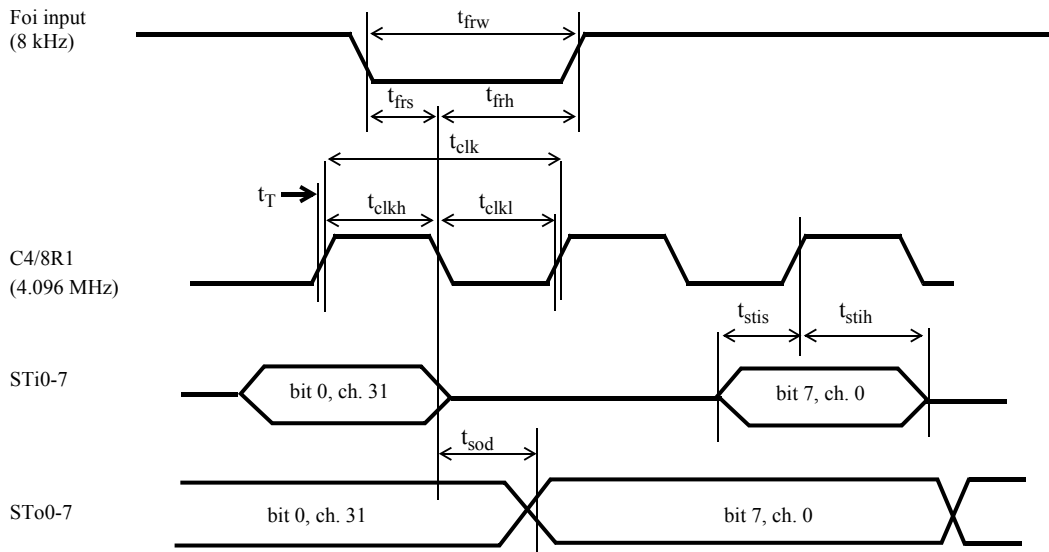 Foi input
(8 kHz)
tfrw
tfrs
tfrh
tclk
tT
tclkh
tclkl
C4/8R1
(4.096 MHz)
tstis
tstih
STi0-7
bit 0, ch. 31
bit 7, ch. 0
tsod
STo0-7
bit 0, ch. 31
bit 7, ch. 0